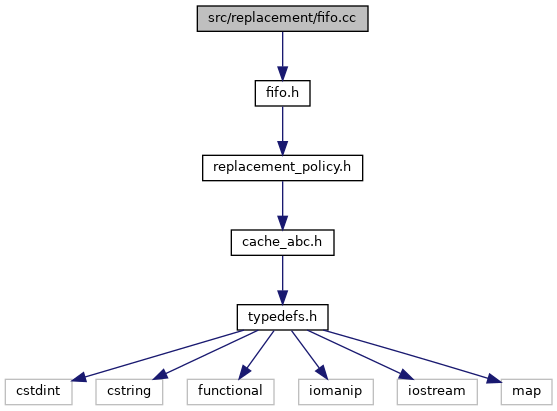 src/replacement/fifo.cc
fifo.h
replacement_policy.h
cache_abc.h
typedefs.h
cstdint
cstring
functional
iomanip
iostream
map